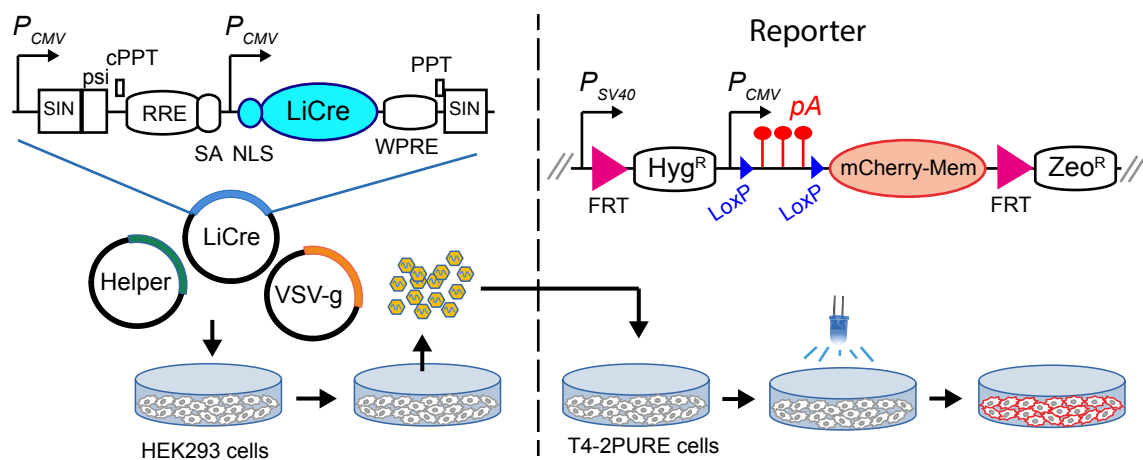 P_CMV
P_CMV
cPPT
psi
PPT
SIN
RRE
LiCre
SIN
SA
NLS
WPRE
LiCre
Helper
VSV-g
HEK293 cells
Reporter
P_SV40
P_CMV
pA
Hyg^R
mCherry-Mem
Zeo^R
FRT
LoxP
LoxP
FRT
T4-2PURE cells